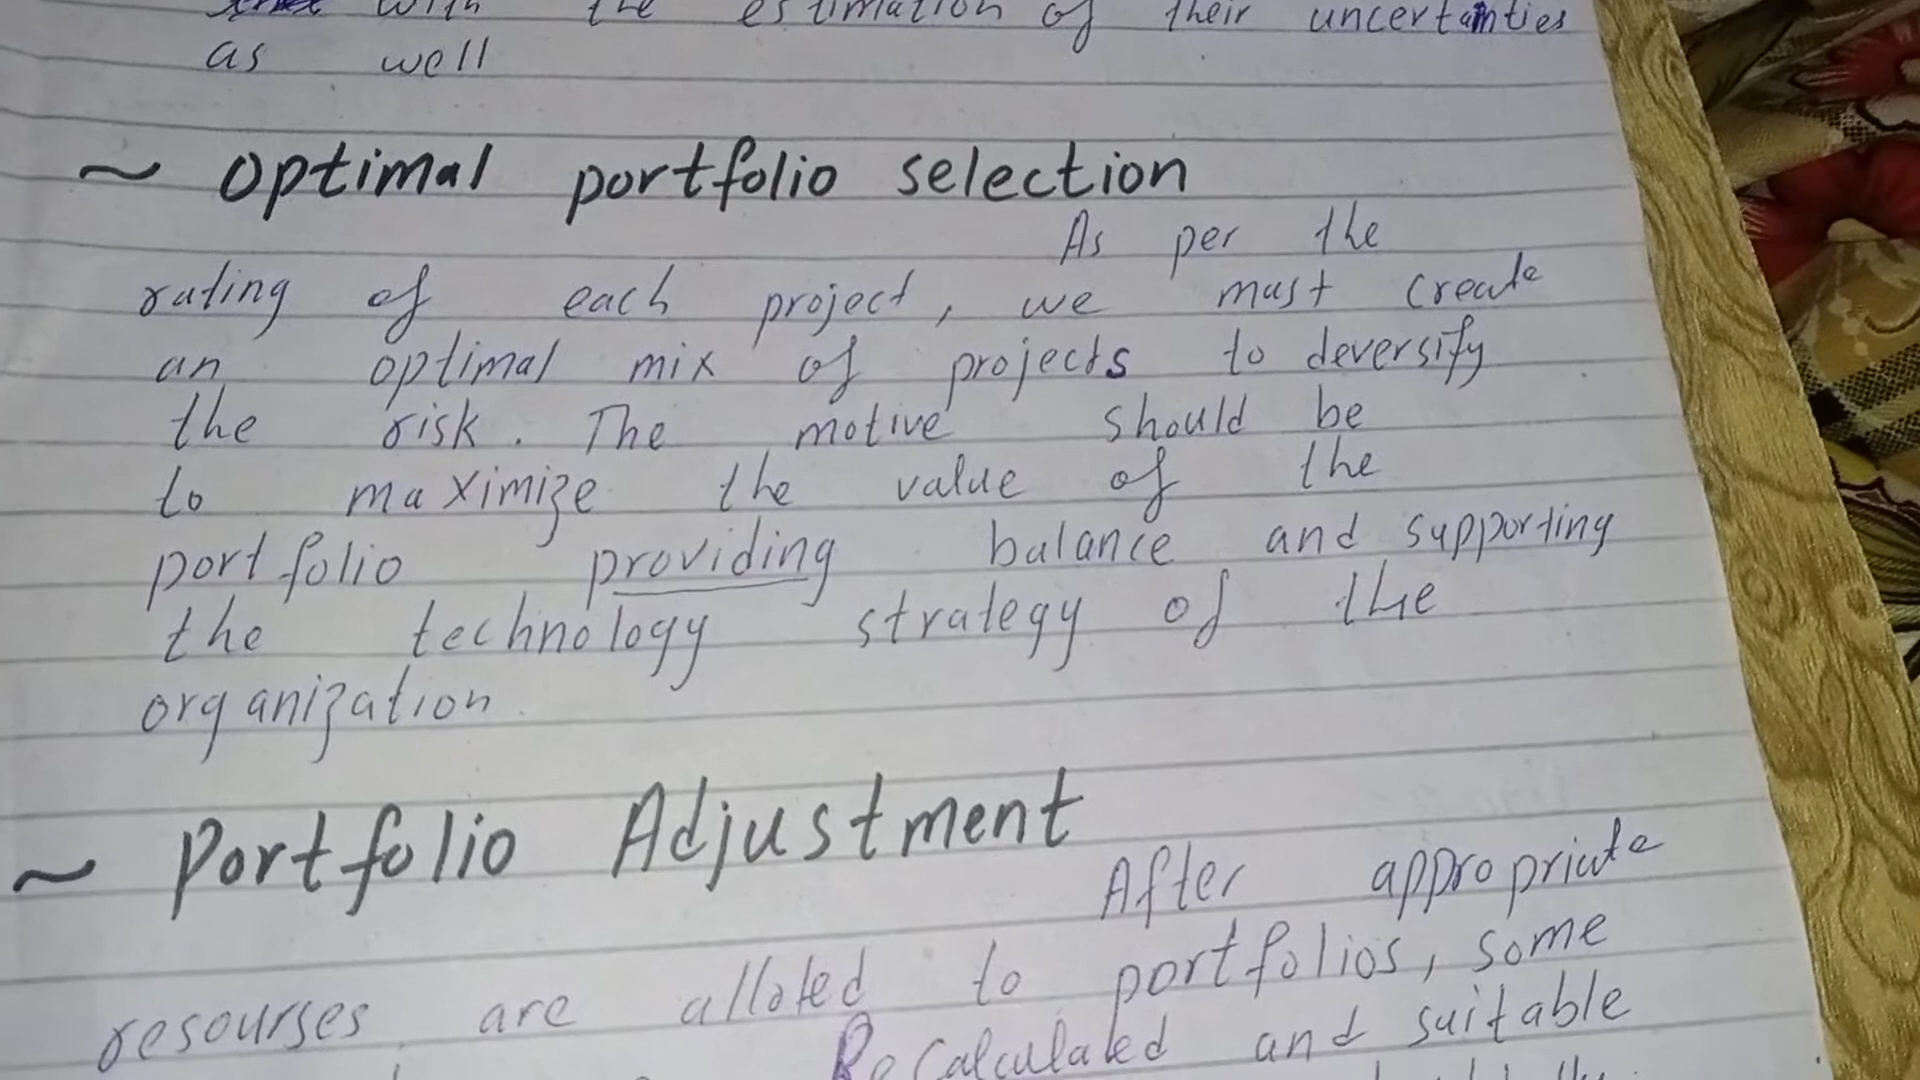 with the estimation of their uncertainties
as well
~ Optimal portfolio selection
As per the
rating of each project, we must create
an optimal mix of projects to deversify
the risk. The motive should be
to maximize the value of the
portfolio providing balance and supporting
the technology strategy of the
organization.
~ Portfolio Adjustment
After appropriate
resourses are alloted to portfolios, some
Recalculated and suitable